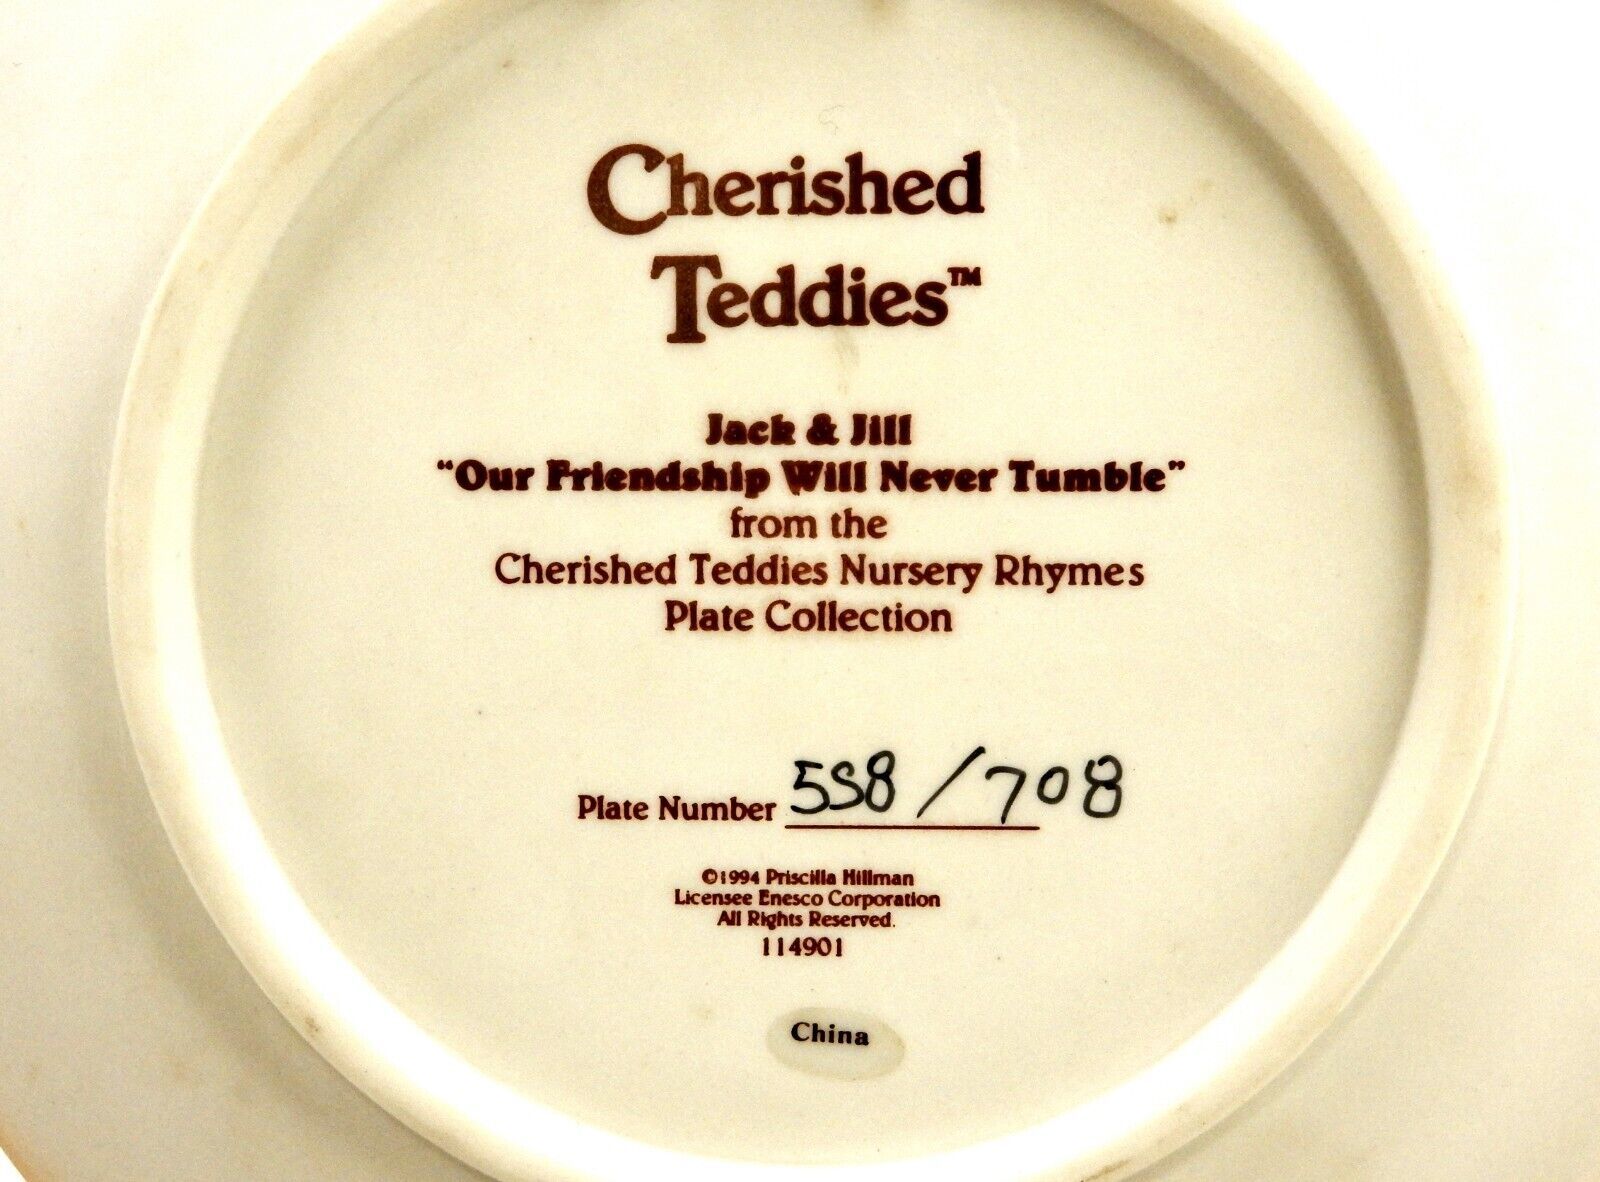 Cherished
Teddies™
Jack & Jill
"Our Friendship Will Never Tumble"
from the
Cherished Teddies Nursery Rhymes
Plate Collection
Plate Number 558/708
©1994 Priscilla Hillman
Licensee Enesco Corporation
All Rights Reserved.
114901
China